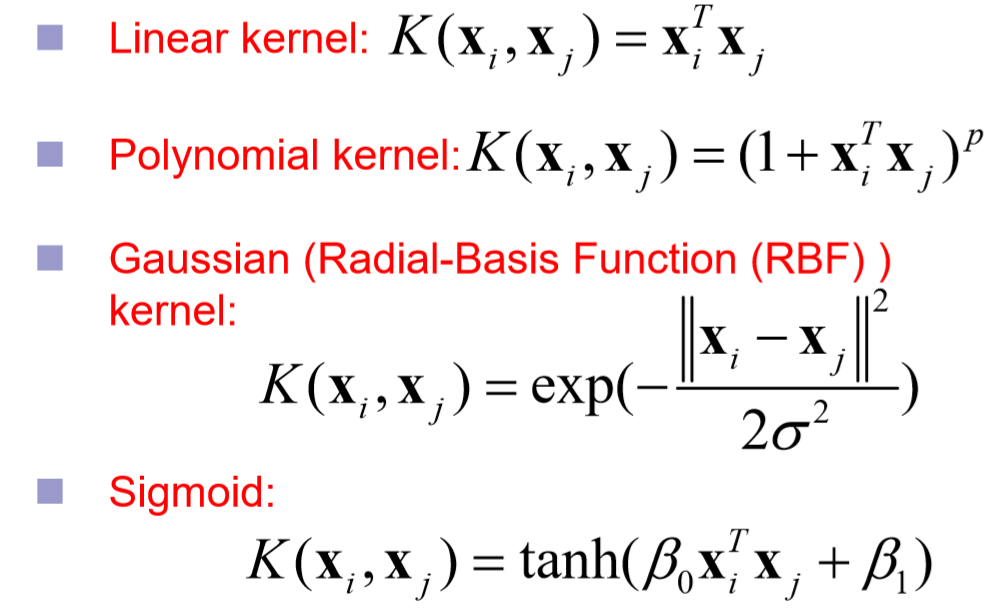 Linear kernel: K(xᵢ, xⱼ) = xᵢᵀxⱼ
Polynomial kernel: K(xᵢ, xⱼ) = (1 + xᵢᵀxⱼ)ᵖ
Gaussian (Radial-Basis Function (RBF) )
kernel:
K(xᵢ, xⱼ) = exp(−‖xᵢ − xⱼ‖² / 2σ²)
Sigmoid:
K(xᵢ, xⱼ) = tanh(β₀xᵢᵀxⱼ + β₁)